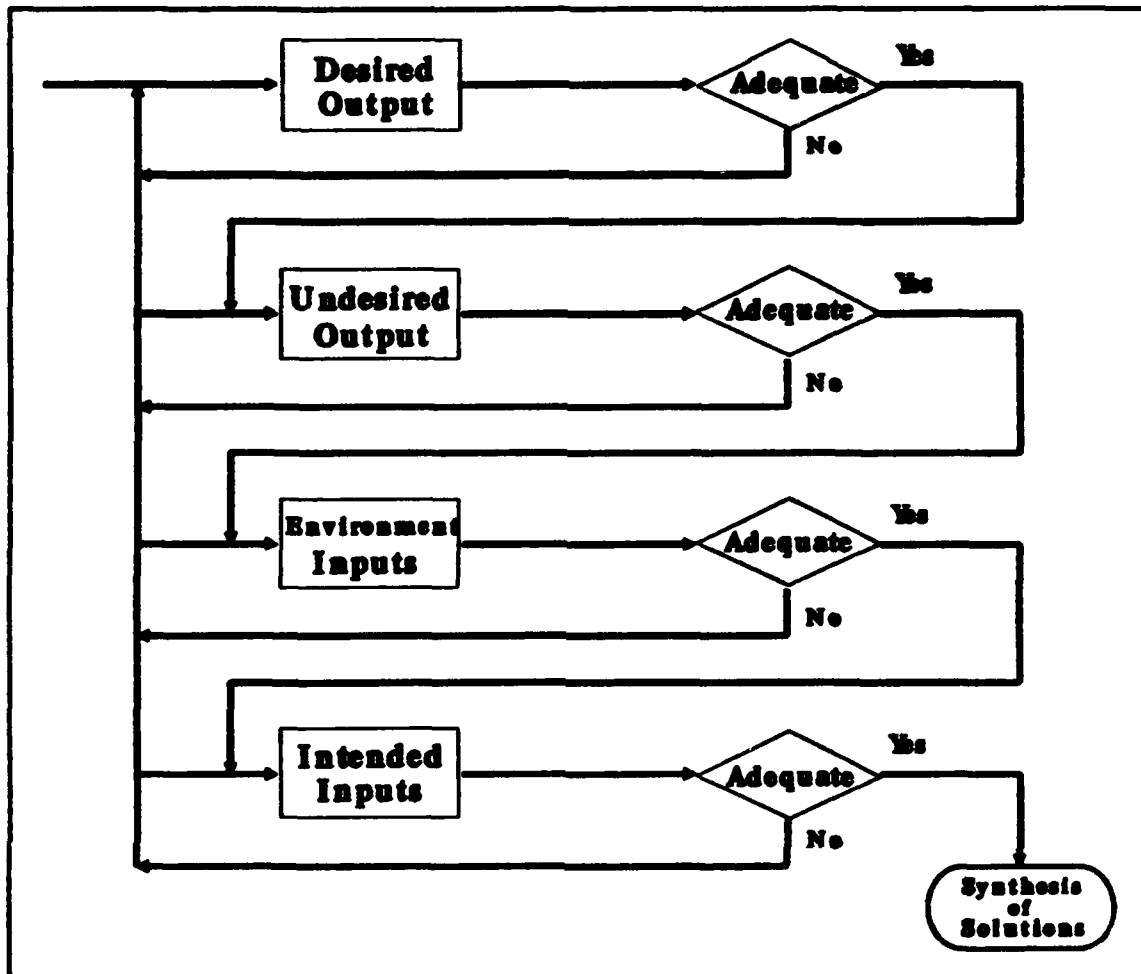 Desired
Output
Adequate
Yes
No
Undesired
Output
Adequate
Yes
No
Environment
Inputs
Adequate
Yes
No
Intended
Inputs
Adequate
Yes
No
Synthesis
of
Solutions